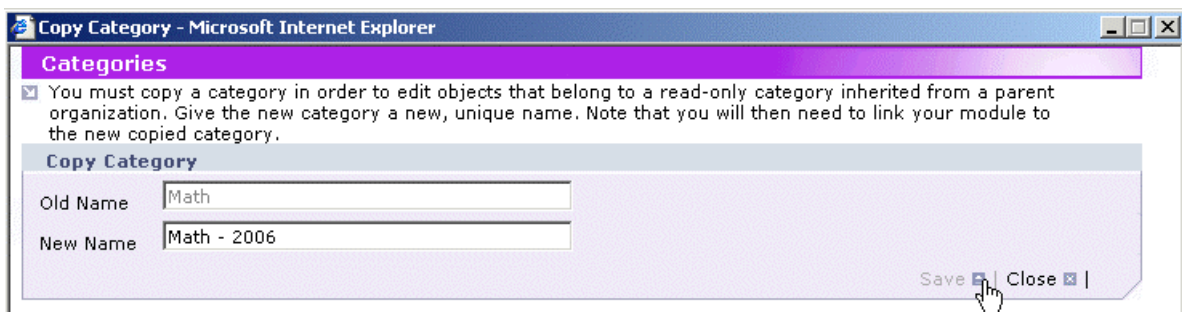 Copy Category - Microsoft Internet Explorer
Categories
You must copy a category in order to edit objects that belong to a read-only category inherited from a parent
organization. Give the new category a new, unique name. Note that you will then need to link your module to
the new copied category.
Copy Category
Old Name Math
New Name Math - 2006
Save | Close |